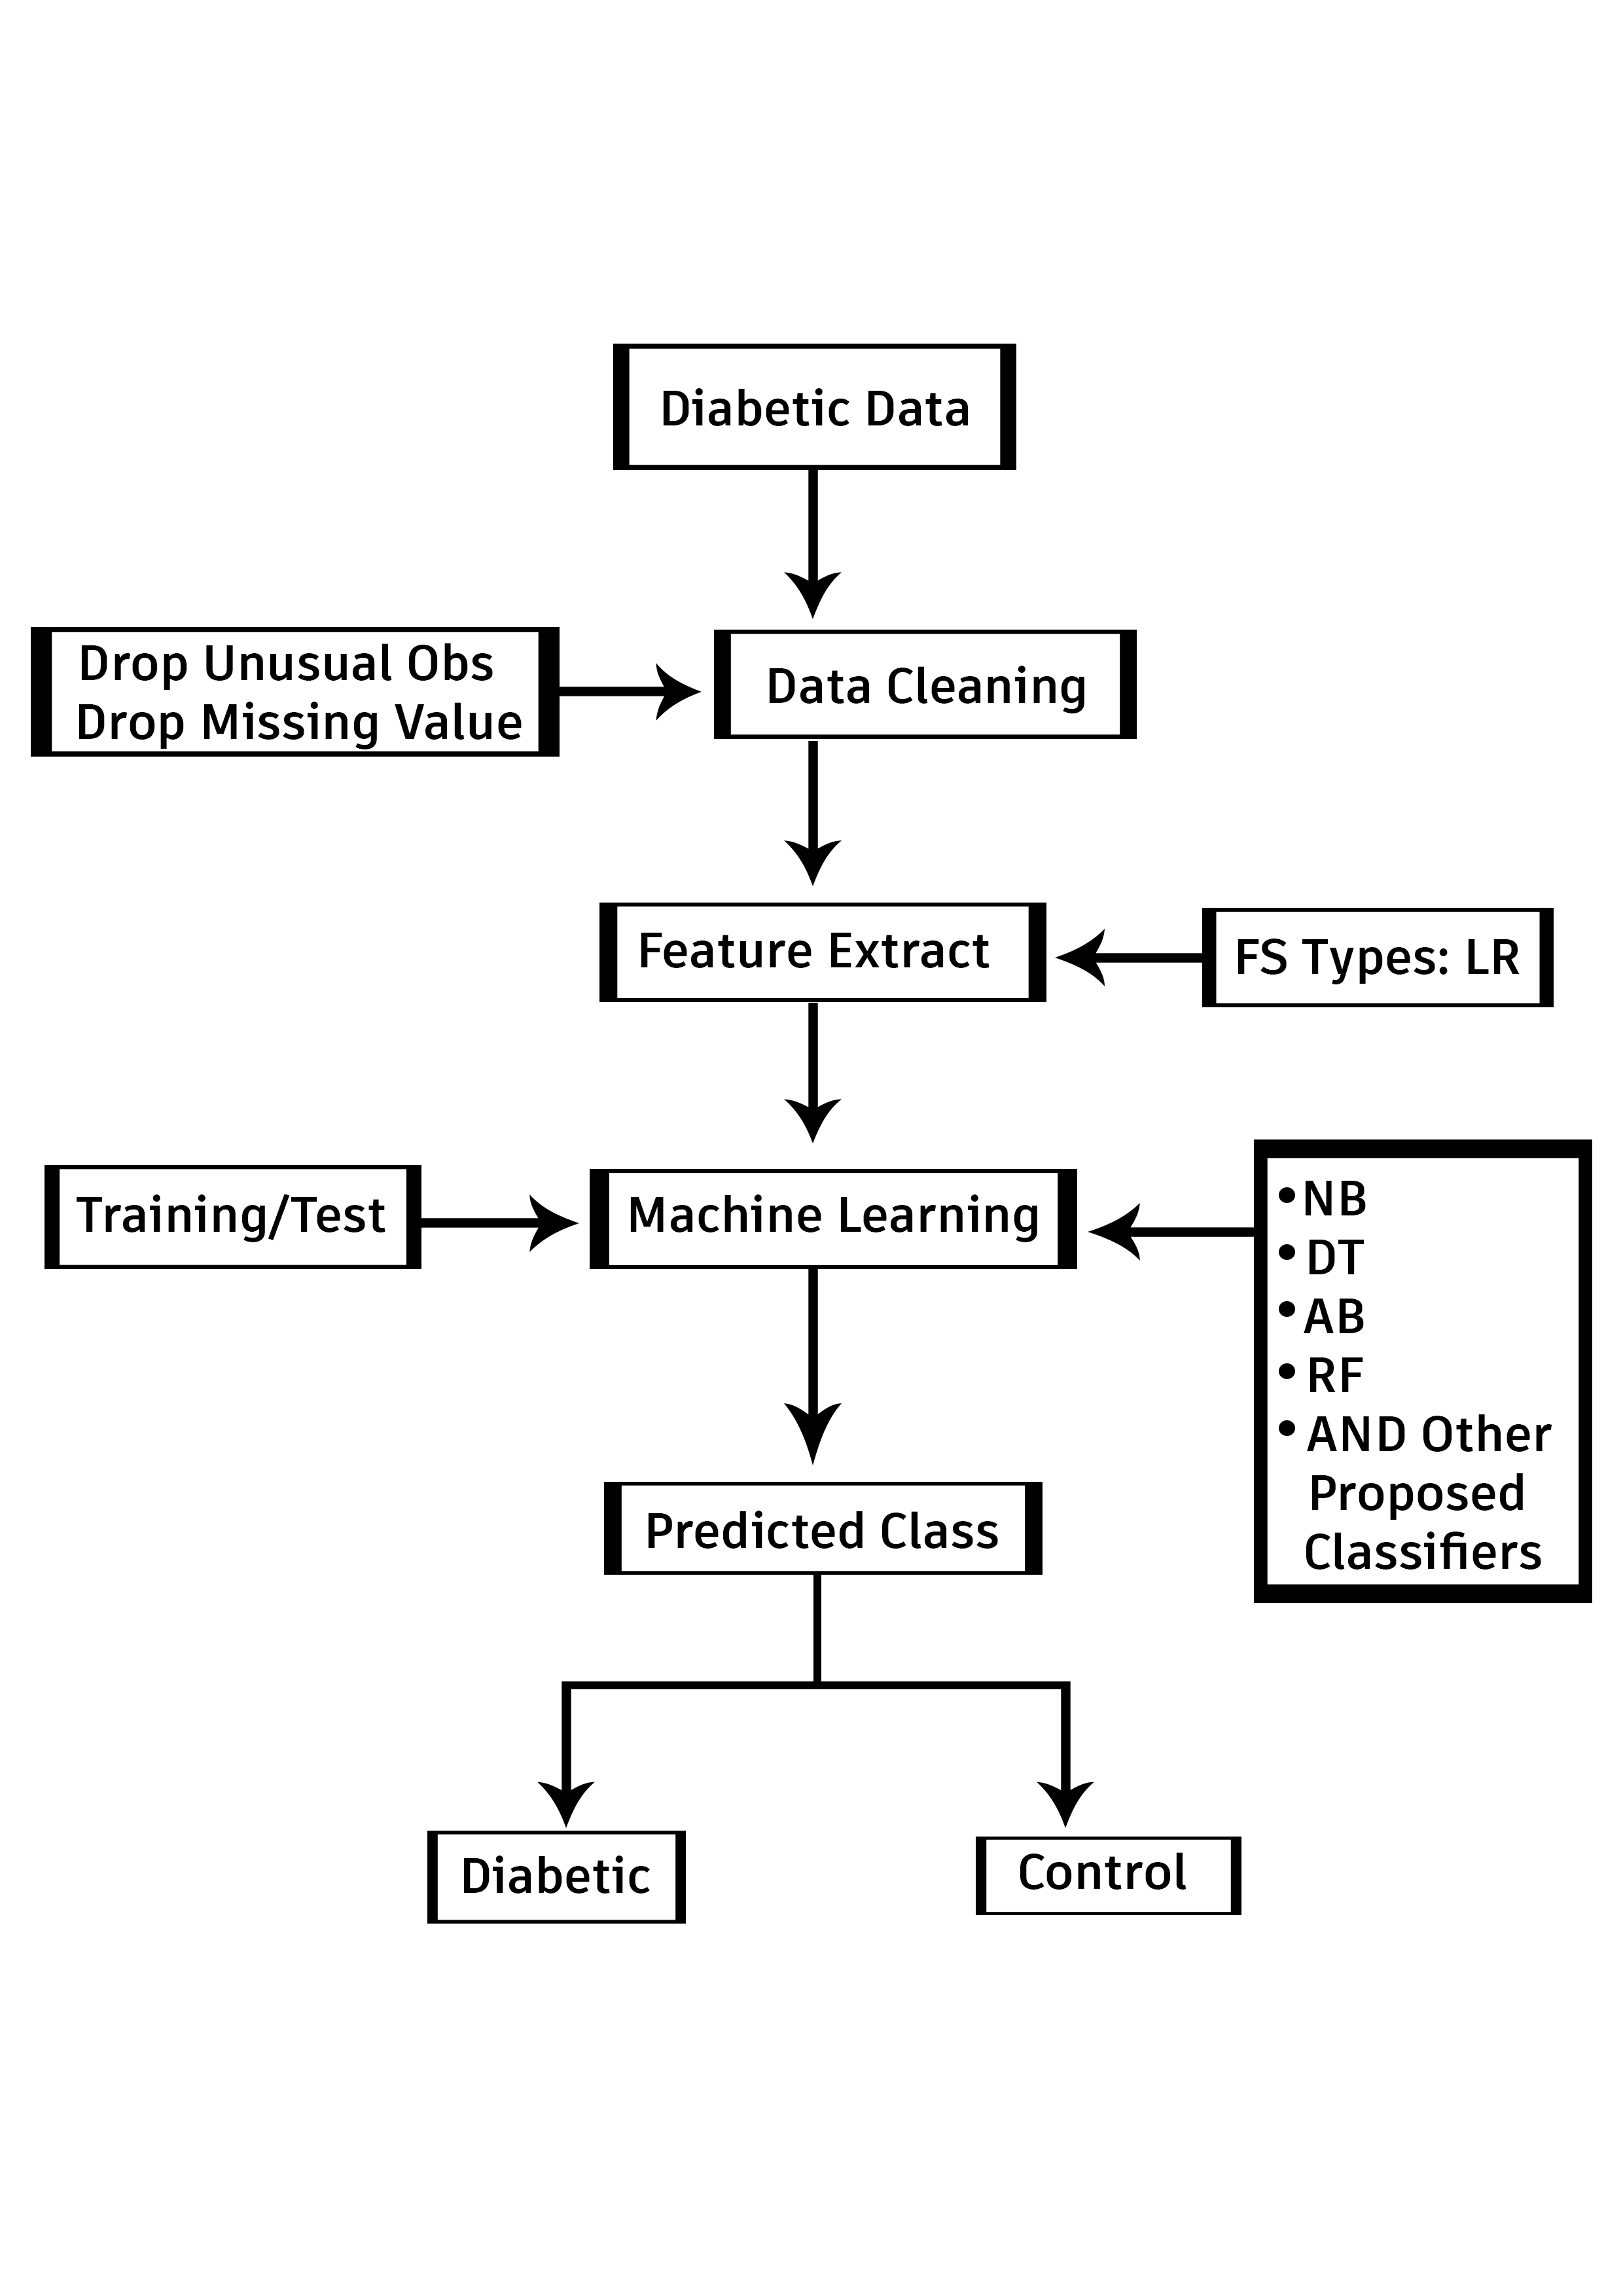 Diabetic Data
Drop Unusual Obs
Drop Missing Value
Data Cleaning
Feature Extract
FS Types: LR
Training/Test
Machine Learning
•NB
•DT
•AB
•RF
•AND Other
Proposed
Classifiers
Predicted Class
Diabetic
Control